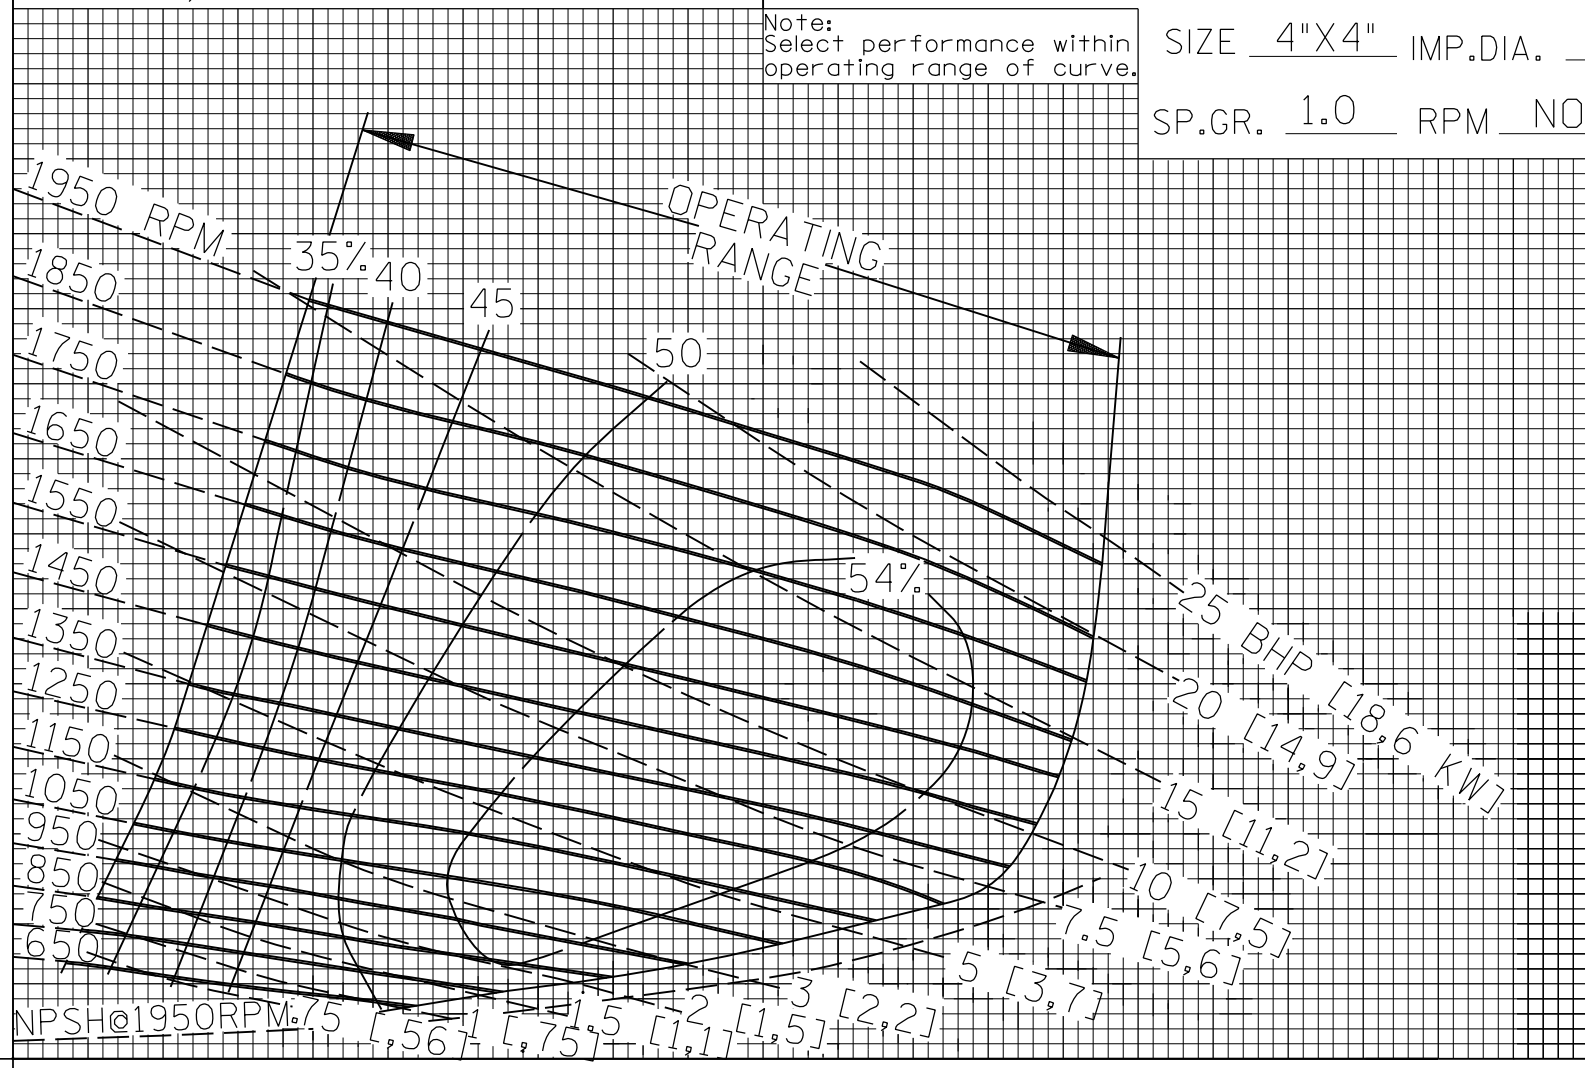 Note:
Select performance within
operating range of curve.
SIZE 4"X4" IMP.DIA.
SP.GR. 1.0 RPM NO
OPERATING
RANGE
1950 RPM
1850
1750
1650
1550
1450
1350
1250
1150
1050
950
850
750
650
35%
40
45
50
54%
25 BHP [18,6 KW]
20 [14,9]
15 [11,2]
10 [7,5]
7.5 [5,6]
5 [3,7]
3 [2,2]
2 [1,5]
1.5 [1,1]
1 [,75]
.75 [,56]
NPSH@1950RPM